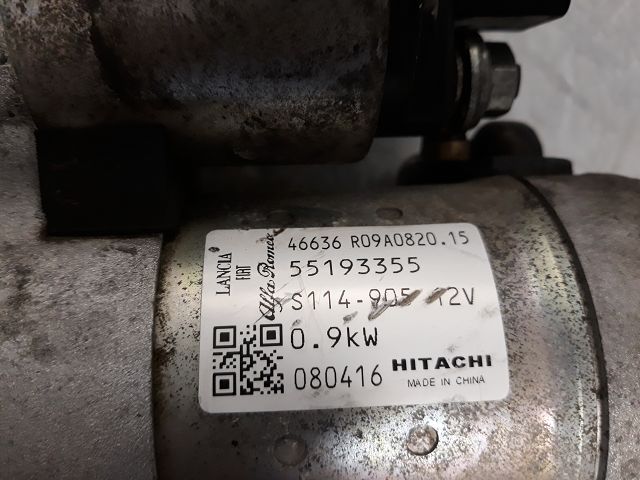 46636 R09A0820.15
LANCIA
FIAT
Alfa Romeo
55193355
S114-905 12V
0.9kW
080416 HITACHI
MADE IN CHINA